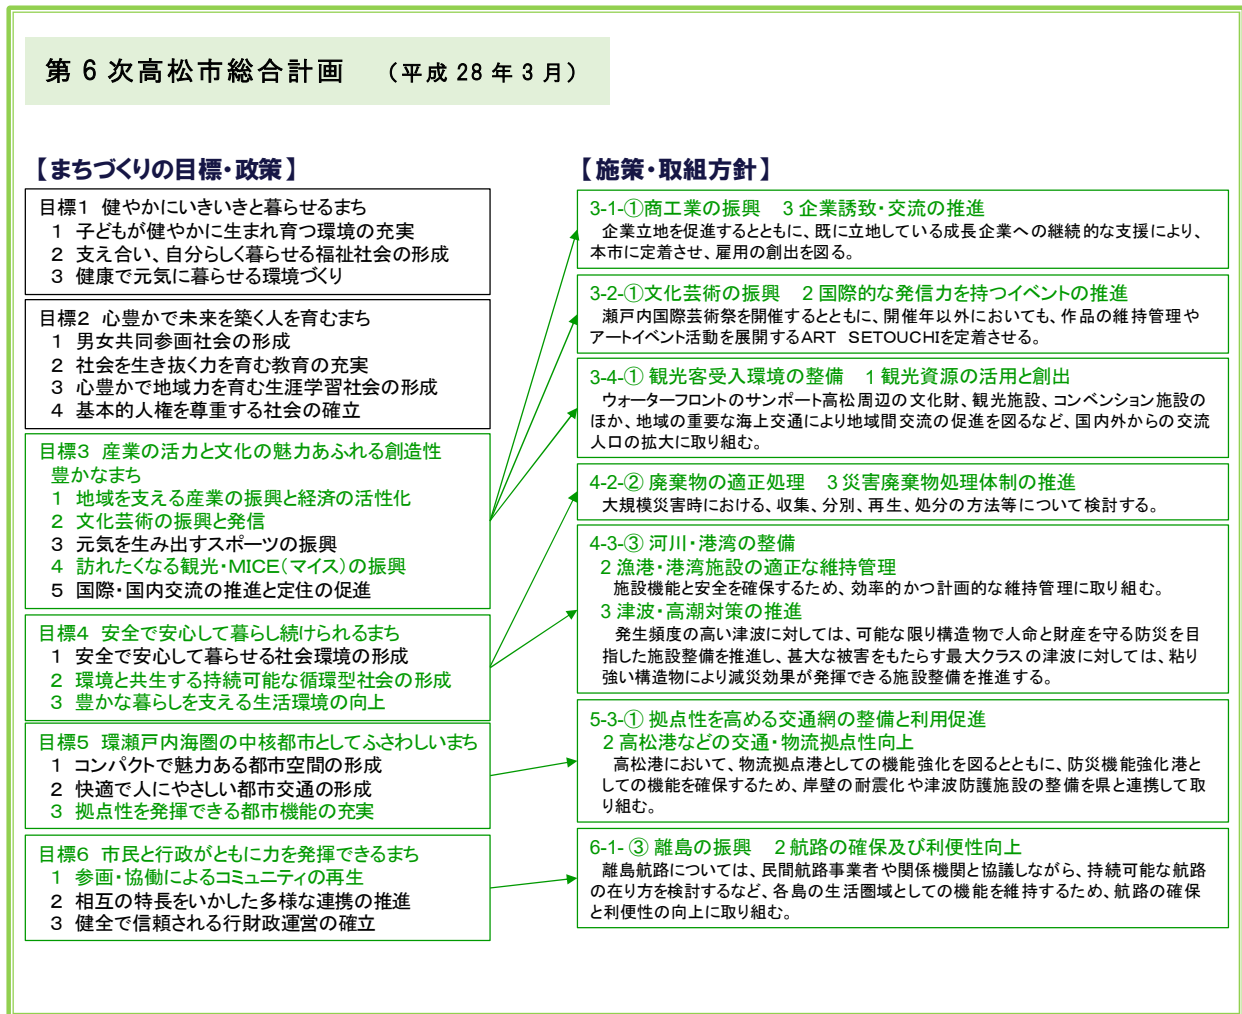 第6次高松市総合計画　（平成28年3月）
【まちづくりの目標・政策】
目標1　健やかにいきいきと暮らせるまち
1　子どもが健やかに生まれ育つ環境の充実
2　支え合い、自分らしく暮らせる福祉社会の形成
3　健康で元気に暮らせる環境づくり
目標2　心豊かで未来を築く人を育むまち
1　男女共同参画社会の形成
2　社会を生き抜く力を育む教育の充実
3　心豊かで地域力を育む生涯学習社会の形成
4　基本的人権を尊重する社会の確立
目標3　産業の活力と文化の魅力あふれる創造性
豊かなまち
1　地域を支える産業の振興と経済の活性化
2　文化芸術の振興と発信
3　元気を生み出すスポーツの振興
4　訪れたくなる観光・MICE（マイス）の振興
5　国際・国内交流の推進と定住の促進
目標4　安全で安心して暮らし続けられるまち
1　安全で安心して暮らせる社会環境の形成
2　環境と共生する持続可能な循環型社会の形成
3　豊かな暮らしを支える生活環境の向上
目標5　環瀬戸内海圏の中核都市としてふさわしいまち
1　コンパクトで魅力ある都市空間の形成
2　快適で人にやさしい都市交通の形成
3　拠点性を発揮できる都市機能の充実
目標6　市民と行政がともに力を発揮できるまち
1　参画・協働によるコミュニティの再生
2　相互の特長をいかした多様な連携の推進
3　健全で信頼される行財政運営の確立
【施策・取組方針】
3-1-①商工業の振興　3 企業誘致・交流の推進
企業立地を促進するとともに、既に立地している成長企業への継続的な支援により、
本市に定着させ、雇用の創出を図る。
3-2-①文化芸術の振興　2 国際的な発信力を持つイベントの推進
瀬戸内国際芸術祭を開催するとともに、開催年以外においても、作品の維持管理や
アートイベント活動を展開するART　SETOUCHIを定着させる。
3-4-① 観光客受入環境の整備　1 観光資源の活用と創出
ウォーターフロントのサンポート高松周辺の文化財、観光施設、コンベンション施設の
ほか、地域の重要な海上交通により地域間交流の促進を図るなど、国内外からの交流
人口の拡大に取り組む。
4-2-② 廃棄物の適正処理　3 災害廃棄物処理体制の推進
大規模災害時における、収集、分別、再生、処分の方法等について検討する。
4-3-③ 河川・港湾の整備
2 漁港・港湾施設の適正な維持管理
施設機能と安全を確保するため、効率的かつ計画的な維持管理に取り組む。
3 津波・高潮対策の推進
発生頻度の高い津波に対しては、可能な限り構造物で人命と財産を守る防災を目
指した施設整備を推進し、甚大な被害をもたらす最大クラスの津波に対しては、粘り
強い構造物により減災効果が発揮できる施設整備を推進する。
5-3-① 拠点性を高める交通網の整備と利用促進
2 高松港などの交通・物流拠点性向上
高松港において、物流拠点港としての機能強化を図るとともに、防災機能強化港と
しての機能を確保するため、岸壁の耐震化や津波防護施設の整備を県と連携して取
り組む。
6-1-③ 離島の振興　2 航路の確保及び利便性向上
離島航路については、民間航路事業者や関係機関と協議しながら、持続可能な航路
の在り方を検討するなど、各島の生活圏域としての機能を維持するため、航路の確保
と利便性の向上に取り組む。